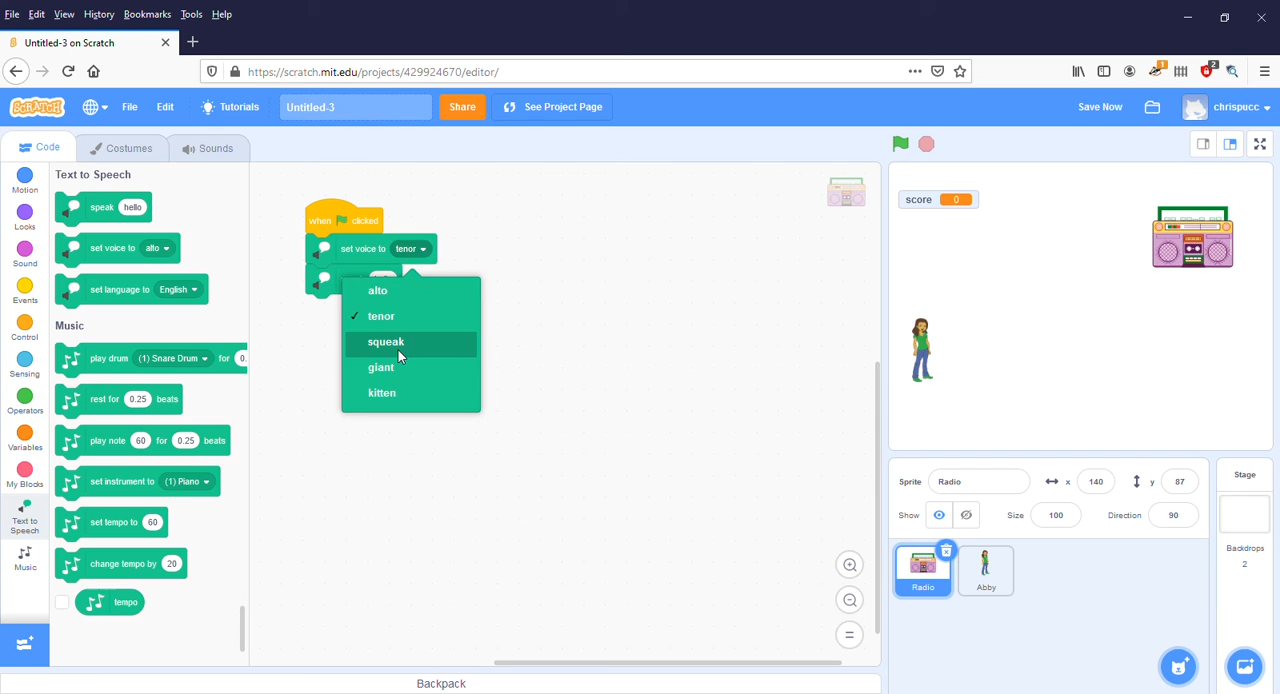 File Edit View History Bookmarks Tools Help
Untitled-3 on Scratch
https://scratch.mit.edu/projects/429924670/editor/
1
2
SCRATCH File Edit Tutorials Untitled-3 Share See Project Page Save Now chrispucc
Code Costumes Sounds
Motion
Looks
Sound
Events
Control
Sensing
Operators
Variables
My Blocks
Text to
Speech
Music
Text to Speech
speak hello
set voice to alto
set language to English
Music
play drum (1) Snare Drum for 0.
rest for 0.25 beats
play note 60 for 0.25 beats
set instrument to (1) Piano
set tempo to 60
change tempo by 20
tempo
when clicked
set voice to tenor
alto
tenor
squeak
giant
kitten
score 0
Sprite Radio x 140 y 87
Show Size 100 Direction 90
Radio
Abby
Stage
Backdrops
2
Backpack